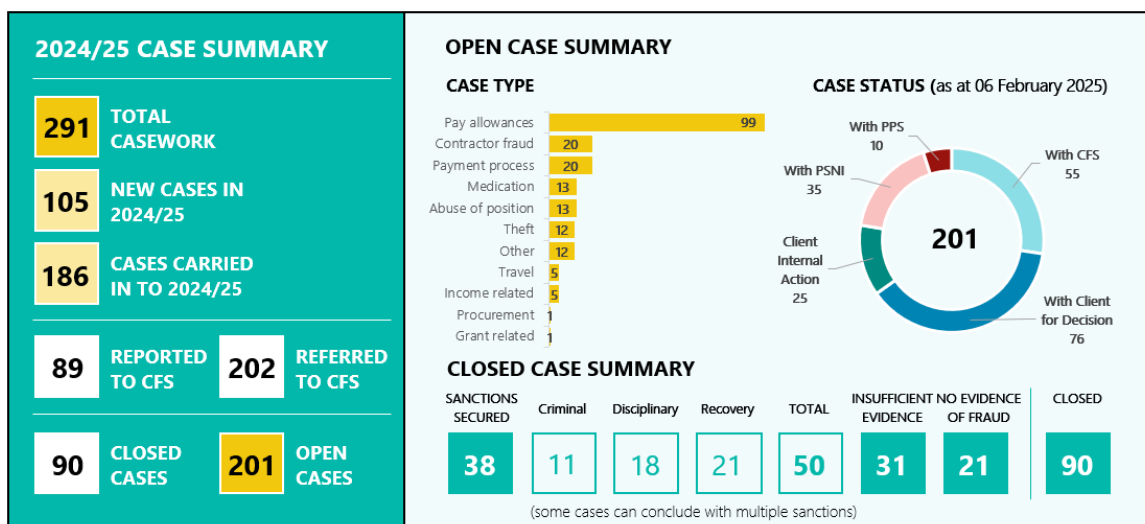 2024/25 CASE SUMMARY
291
TOTAL
CASEWORK
105
NEW CASES IN
2024/25
186
CASES CARRIED
IN TO 2024/25
89
REPORTED
TO CFS
202
REFERRED
TO CFS
90
CLOSED
CASES
201
OPEN
CASES
OPEN CASE SUMMARY
CASE TYPE
Pay allowances 99
Contractor fraud 20
Payment process 20
Medication 13
Abuse of position 13
Theft 12
Other 12
Travel 5
Income related 5
Procurement 1
Grant related 1
CASE STATUS (as at 06 February 2025)
With PPS
10
With CFS
55
With PSNI
35
201
Client
Internal
Action
25
With Client
for Decision
76
CLOSED CASE SUMMARY
SANCTIONS
SECURED
38
Criminal
11
Disciplinary
18
Recovery
21
TOTAL
50
INSUFFICIENT
EVIDENCE
31
NO EVIDENCE
OF FRAUD
21
CLOSED
90
(some cases can conclude with multiple sanctions)